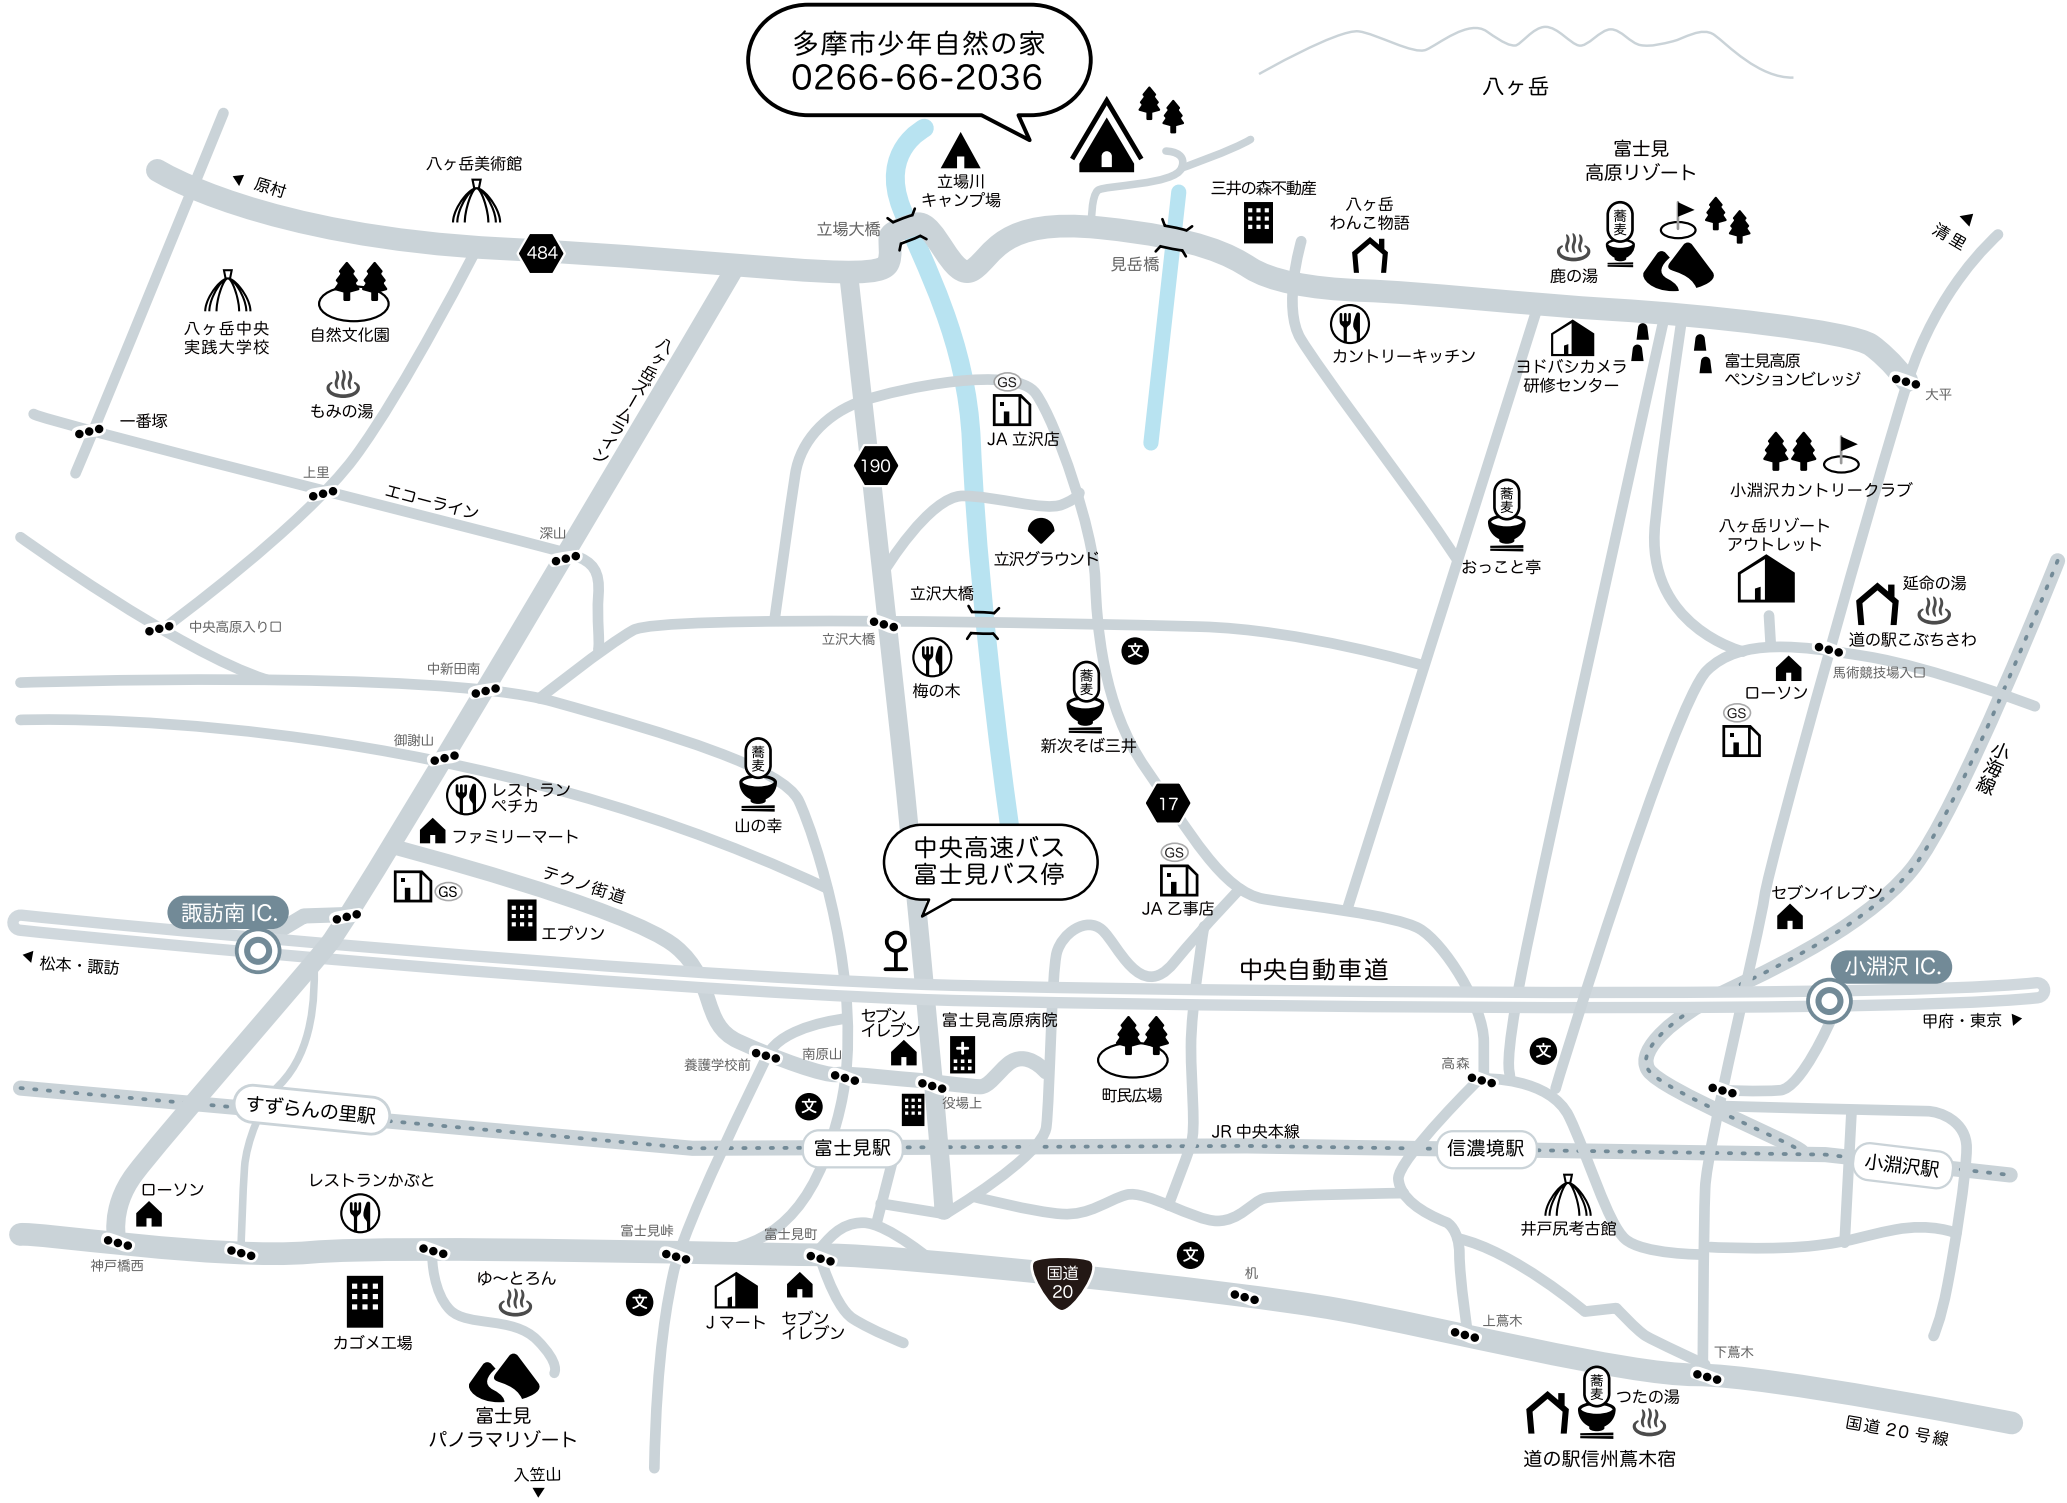 多摩市少年自然の家
0266-66-2036
八ヶ岳
富士見
高原リゾート
八ヶ岳美術館
原村
立場川
キャンプ場
三井の森不動産
八ヶ岳
わんこ物語
蕎麦
鹿の湯
清里
立場大橋
484
見岳橋
八ヶ岳中央
実践大学校
自然文化園
もみの湯
八ヶ岳ズームライン
カントリーキッチン
ヨドバシカメラ
研修センター
富士見高原
ペンションビレッジ
大平
GS
JA 立沢店
一番塚
上里
エコーライン
深山
190
立沢グラウンド
蕎麦
おっこと亭
小淵沢カントリークラブ
八ヶ岳リゾート
アウトレット
延命の湯
道の駅こぶちさわ
馬術競技場入口
ローソン
GS
小海線
中央高原入り口
中新田南
立沢大橋
立沢大橋
梅の木
文
蕎麦
新次そば三井
御謝山
レストラン
ペチカ
ファミリーマート
GS
蕎麦
山の幸
17
GS
JA 乙事店
中央高速バス
富士見バス停
テクノ街道
エプソン
諏訪南 IC.
松本・諏訪
中央自動車道
セブンイレブン
小淵沢 IC.
甲府・東京
セブン
イレブン
富士見高原病院
養護学校前
南原山
役場上
文
町民広場
高森
文
すずらんの里駅
富士見駅
JR 中央本線
信濃境駅
小淵沢駅
ローソン
レストランかぶと
井戸尻考古館
神戸橋西
富士見峠
富士見町
カゴメ工場
ゆ〜とろん
文
J マート
セブン
イレブン
国道
20
文
机
上蔦木
下蔦木
富士見
パノラマリゾート
入笠山
蕎麦
つたの湯
道の駅信州蔦木宿
国道 20 号線